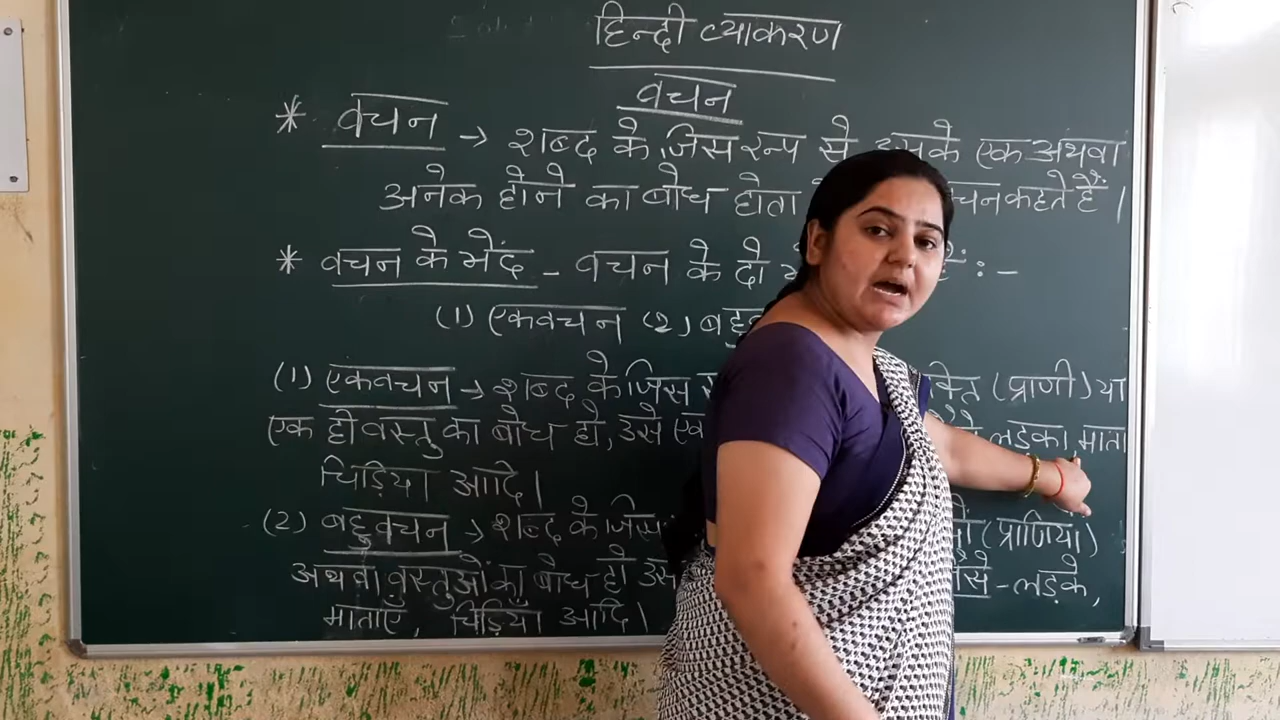 हिन्दी व्याकरण
वचन
* वचन → शब्द के जिस रूप से उसके एक अथवा
अनेक होने का बोध होता वचन कहते हैं।
* वचन के भेंद - वचन के दो :-
(1) एकवचन (2)
(1) एकवचन → शब्द के जिस (प्राणी) या
एक ही वस्तु का बोध हो, उसे लड़का, माता
चिड़िया आदि।
(2) बहुवचन → शब्द के जिस (प्राणियों)
अथवा वस्तुओं का बोध हो उसे जैसे - लड़के,
माताएँ, चिड़ियाँ आदि।